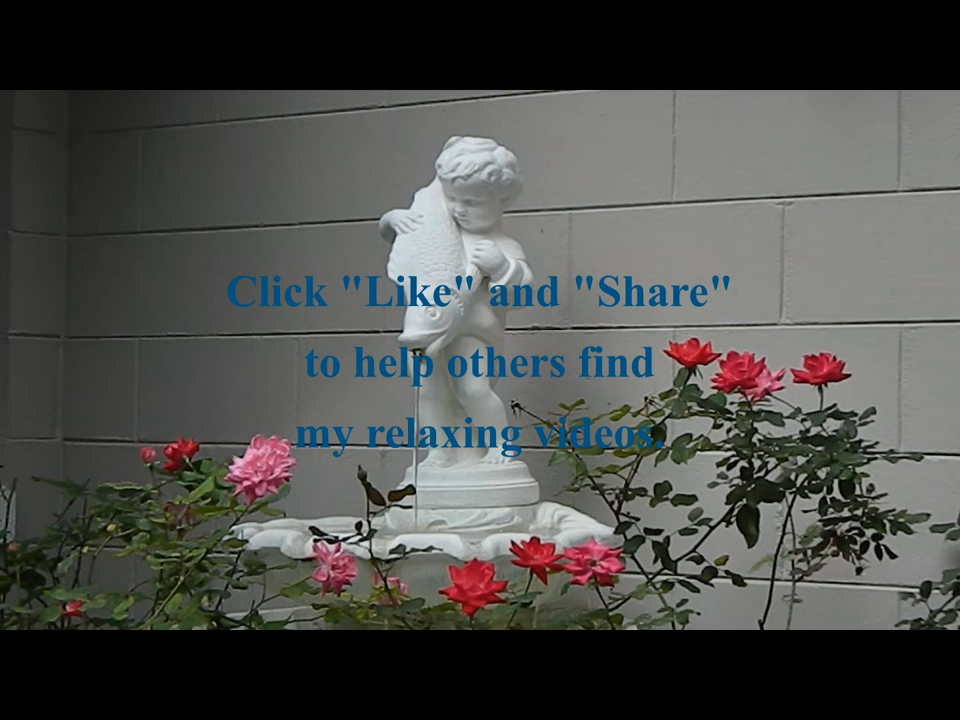 Click "Like" and "Share"
to help others find
my relaxing videos.